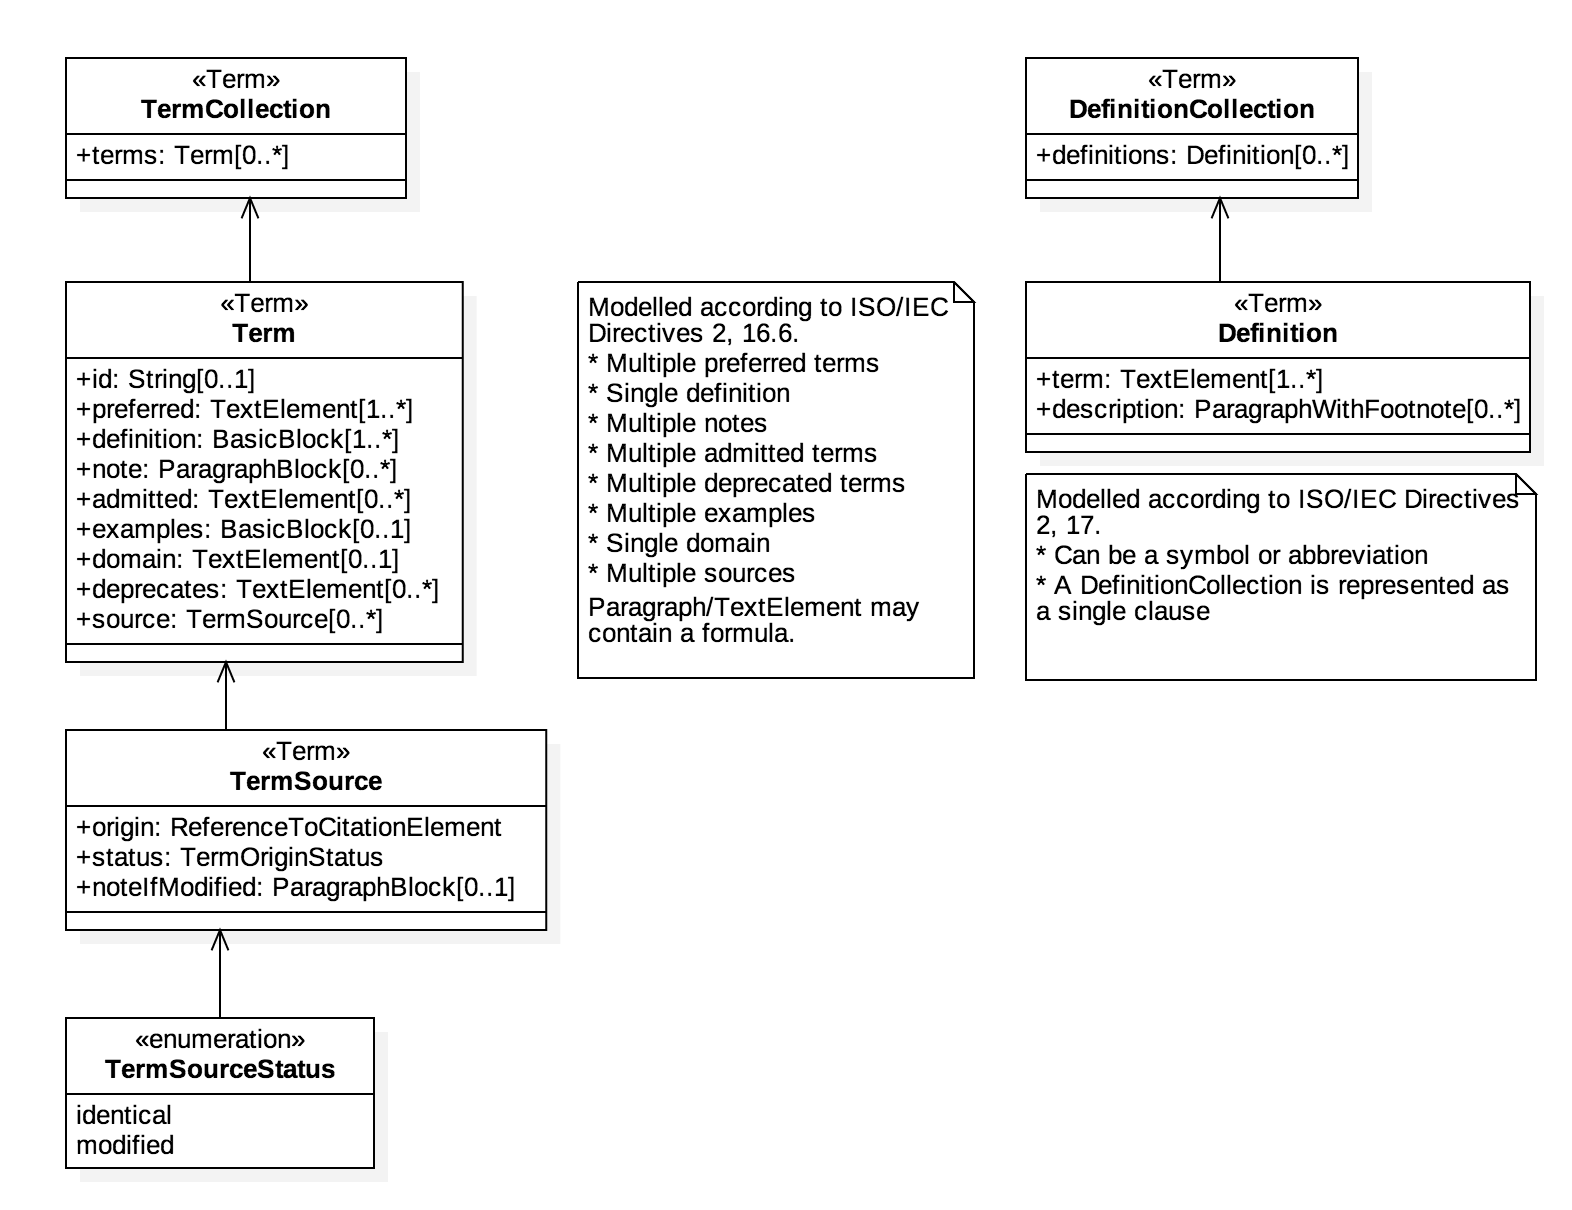 «Term»
TermCollection
+terms: Term[0..*]
«Term»
DefinitionCollection
+definitions: Definition[0..*]
«Term»
Term
+id: String[0..1]
+preferred: TextElement[1..*]
+definition: BasicBlock[1..*]
+note: ParagraphBlock[0..*]
+admitted: TextElement[0..*]
+examples: BasicBlock[0..1]
+domain: TextElement[0..1]
+deprecates: TextElement[0..*]
+source: TermSource[0..*]
Modelled according to ISO/IEC
Directives 2, 16.6.
* Multiple preferred terms
* Single definition
* Multiple notes
* Multiple admitted terms
* Multiple deprecated terms
* Multiple examples
* Single domain
* Multiple sources
Paragraph/TextElement may
contain a formula.
«Term»
Definition
+term: TextElement[1..*]
+description: ParagraphWithFootnote[0..*]
Modelled according to ISO/IEC Directives
2, 17.
* Can be a symbol or abbreviation
* A DefinitionCollection is represented as
a single clause
«Term»
TermSource
+origin: ReferenceToCitationElement
+status: TermOriginStatus
+noteIfModified: ParagraphBlock[0..1]
«enumeration»
TermSourceStatus
identical
modified